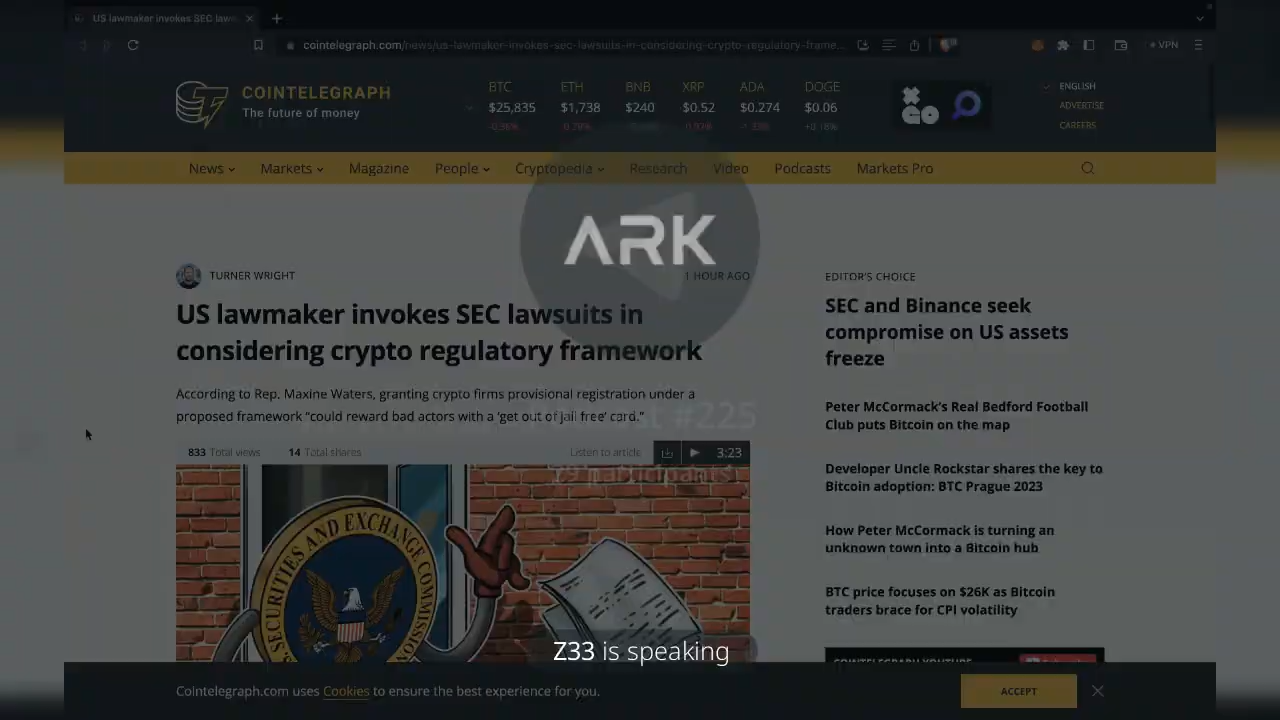 US lawmaker invokes SEC laws
cointelegraph.com/news/us-lawmaker-invokes-sec-lawsuits-in-considering-crypto-regulatory-frame...
VPN
COINTELEGRAPH
The future of money
BTC
$25,835
ETH
$1,738
BNB
$240
XRP
$0.52
ADA
$0.274
DOGE
$0.06
+0.18%
ENGLISH
ADVERTISE
CAREERS
News
Markets
Magazine
People
Cryptopedia
Research
Video
Podcasts
Markets Pro
ARK
TURNER WRIGHT
1 HOUR AGO
US lawmaker invokes SEC lawsuits in
considering crypto regulatory framework
According to Rep. Maxine Waters, granting crypto firms provisional registration under a
proposed framework "could reward bad actors with a 'get out of jail free' card."
#225
833 Total views
14 Total shares
Listen to article
3:23
participants
SECURITIES AND EXCHANGE COMMISSION
EDITOR'S CHOICE
SEC and Binance seek
compromise on US assets
freeze
Peter McCormack's Real Bedford Football
Club puts Bitcoin on the map
Developer Uncle Rockstar shares the key to
Bitcoin adoption: BTC Prague 2023
How Peter McCormack is turning an
unknown town into a Bitcoin hub
BTC price focuses on $26K as Bitcoin
traders brace for CPI volatility
COINTELEGRAPH YOUTUBE
Z33 is speaking
Cointelegraph.com uses Cookies to ensure the best experience for you.
ACCEPT